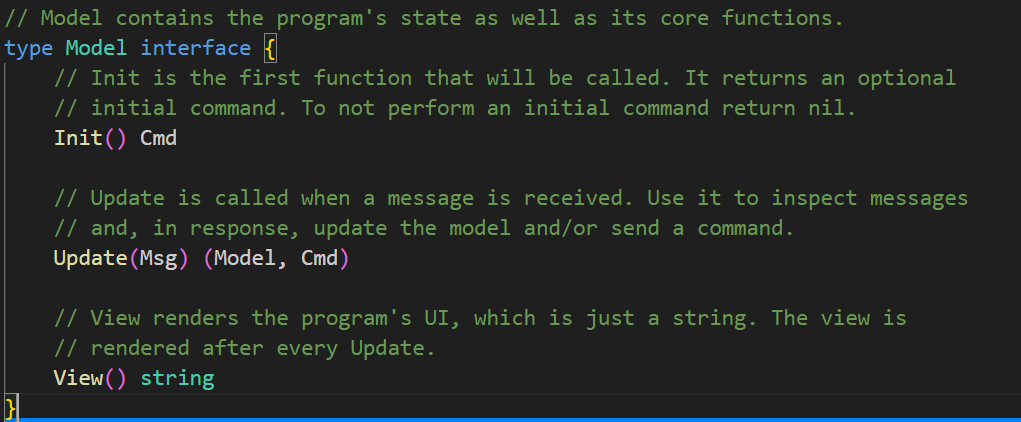 // Model contains the program's state as well as its core functions.
type Model interface {
    // Init is the first function that will be called. It returns an optional
    // initial command. To not perform an initial command return nil.
    Init() Cmd

    // Update is called when a message is received. Use it to inspect messages
    // and, in response, update the model and/or send a command.
    Update(Msg) (Model, Cmd)

    // View renders the program's UI, which is just a string. The view is
    // rendered after every Update.
    View() string
}